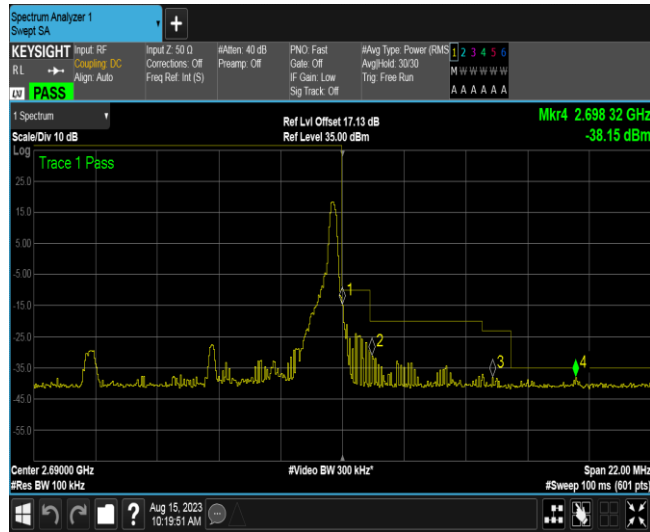 Spectrum Analyzer 1
Swept SA
+
KEYSIGHT Input: RF Input Z: 50 Ω #Atten: 40 dB PNO: Fast #Avg Type: Power (RMS 1 2 3 4 5 6
RL Coupling: DC Corrections: Off Preamp: Off Gate: Off Avg|Hold: 30/30 M W W W W W
Align: Auto Freq Ref: Int (S) IF Gain: Low Trig: Free Run
LXI PASS Sig Track: Off A A A A A A
1 Spectrum Ref Lvl Offset 17.13 dB Mkr4 2.698 32 GHz
Scale/Div 10 dB Ref Level 35.00 dBm -38.15 dBm
Log
Trace 1 Pass
25.0
15.0
5.00
-5.00
1
-15.0
-25.0
2
3
4
-35.0
-45.0
-55.0
Center 2.69000 GHz #Video BW 300 kHz* Span 22.00 MHz
#Res BW 100 kHz #Sweep 100 ms (601 pts)
? Aug 15, 2023
10:19:51 AM